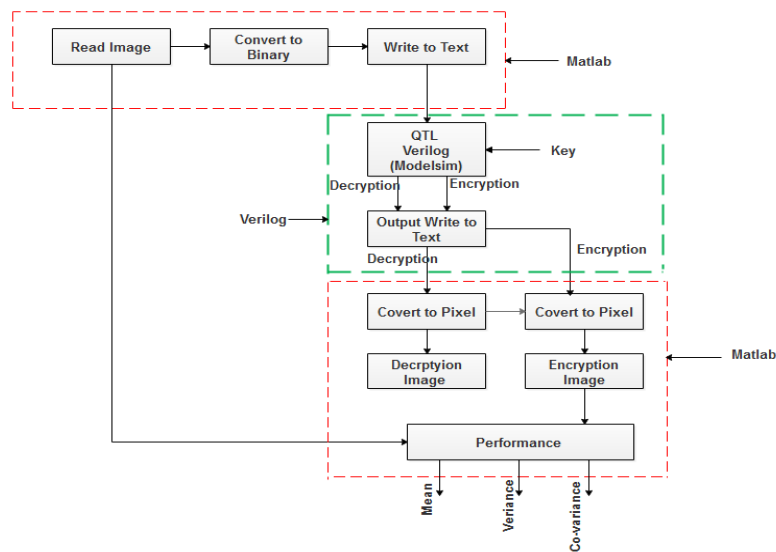 Read Image
Convert to
Binary
Write to Text
Matlab
QTL
Verilog
(Modelsim)
Key
Decryption
Encryption
Verilog
Output Write to
Text
Decryption
Encryption
Covert to Pixel
Covert to Pixel
Decrptyion
Image
Encryption
Image
Matlab
Performance
Mean
Veriance
Co-variance